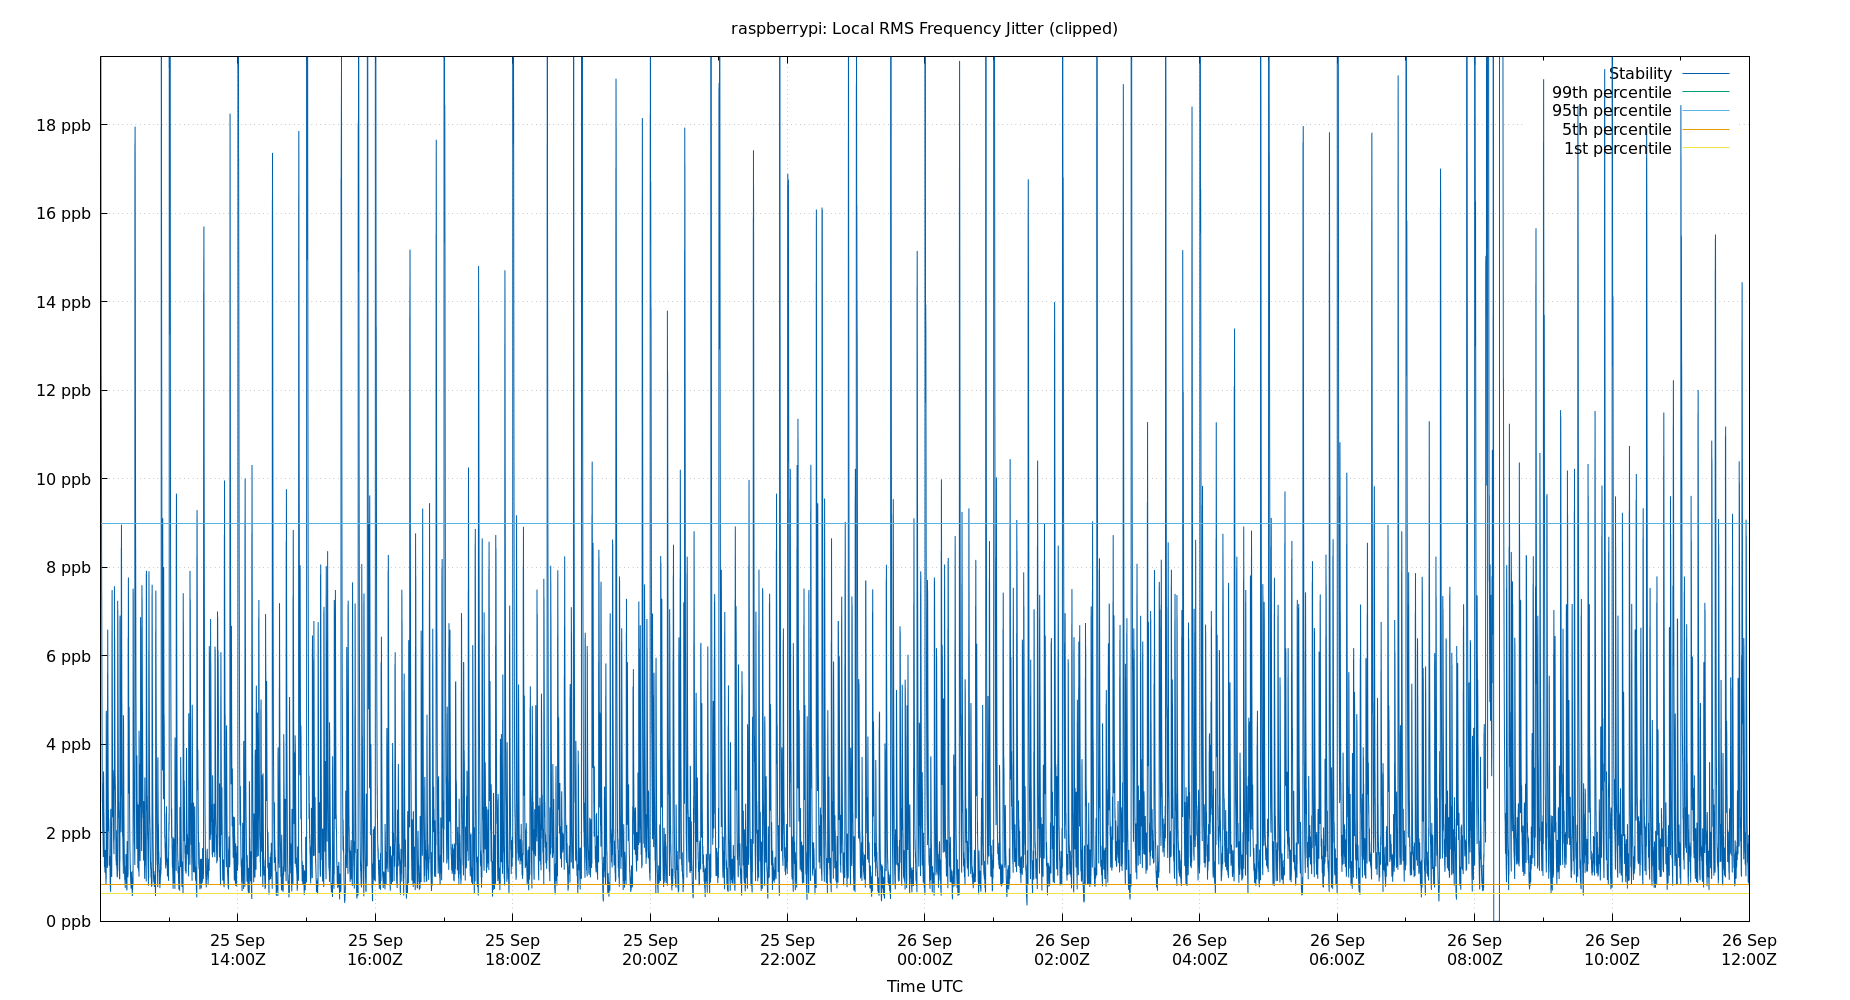 raspberrypi: Local RMS Frequency Jitter (clipped)
Stability
99th percentile
95th percentile
5th percentile
1st percentile
18 ppb
16 ppb
14 ppb
12 ppb
10 ppb
8 ppb
6 ppb
4 ppb
2 ppb
0 ppb
25 Sep 25 Sep 25 Sep 25 Sep 25 Sep 26 Sep 26 Sep 26 Sep 26 Sep 26 Sep 26 Sep 26 Sep
14:00Z 16:00Z 18:00Z 20:00Z 22:00Z 00:00Z 02:00Z 04:00Z 06:00Z 08:00Z 10:00Z 12:00Z
Time UTC